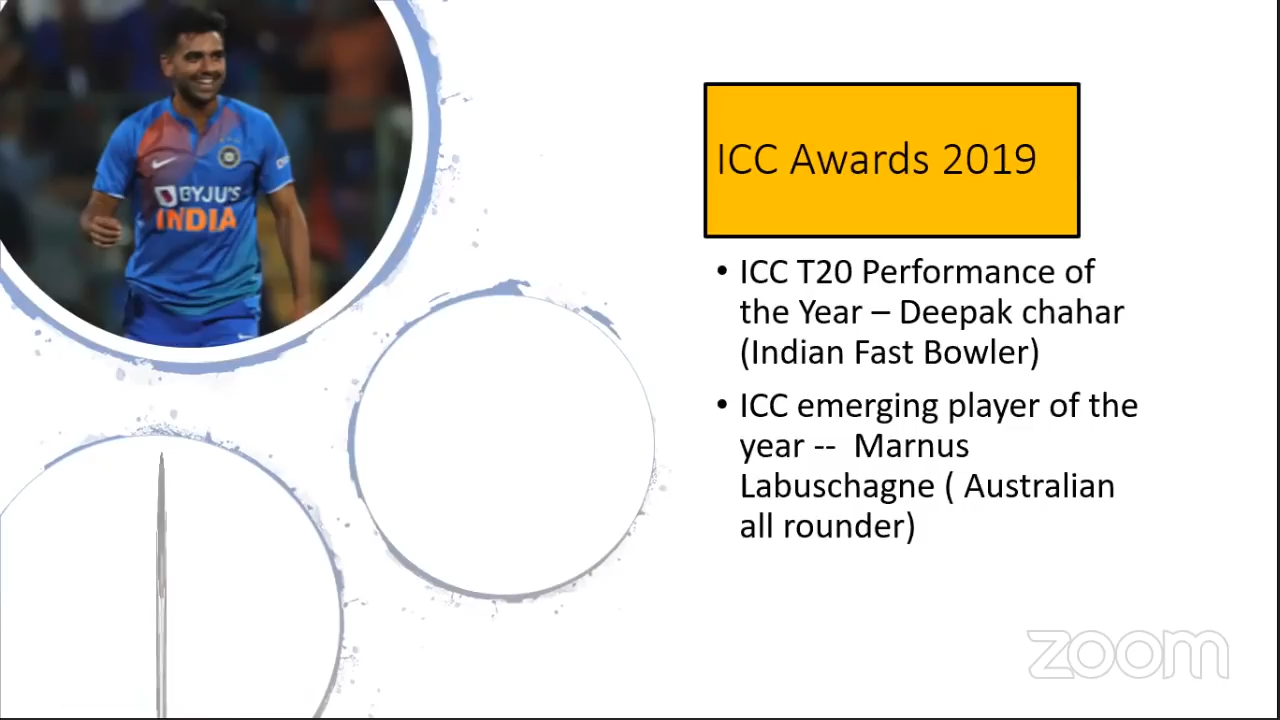 BYJU'S
INDIA
ICC Awards 2019
• ICC T20 Performance of
the Year – Deepak chahar
(Indian Fast Bowler)
• ICC emerging player of the
year -- Marnus
Labuschagne ( Australian
all rounder)
zoom